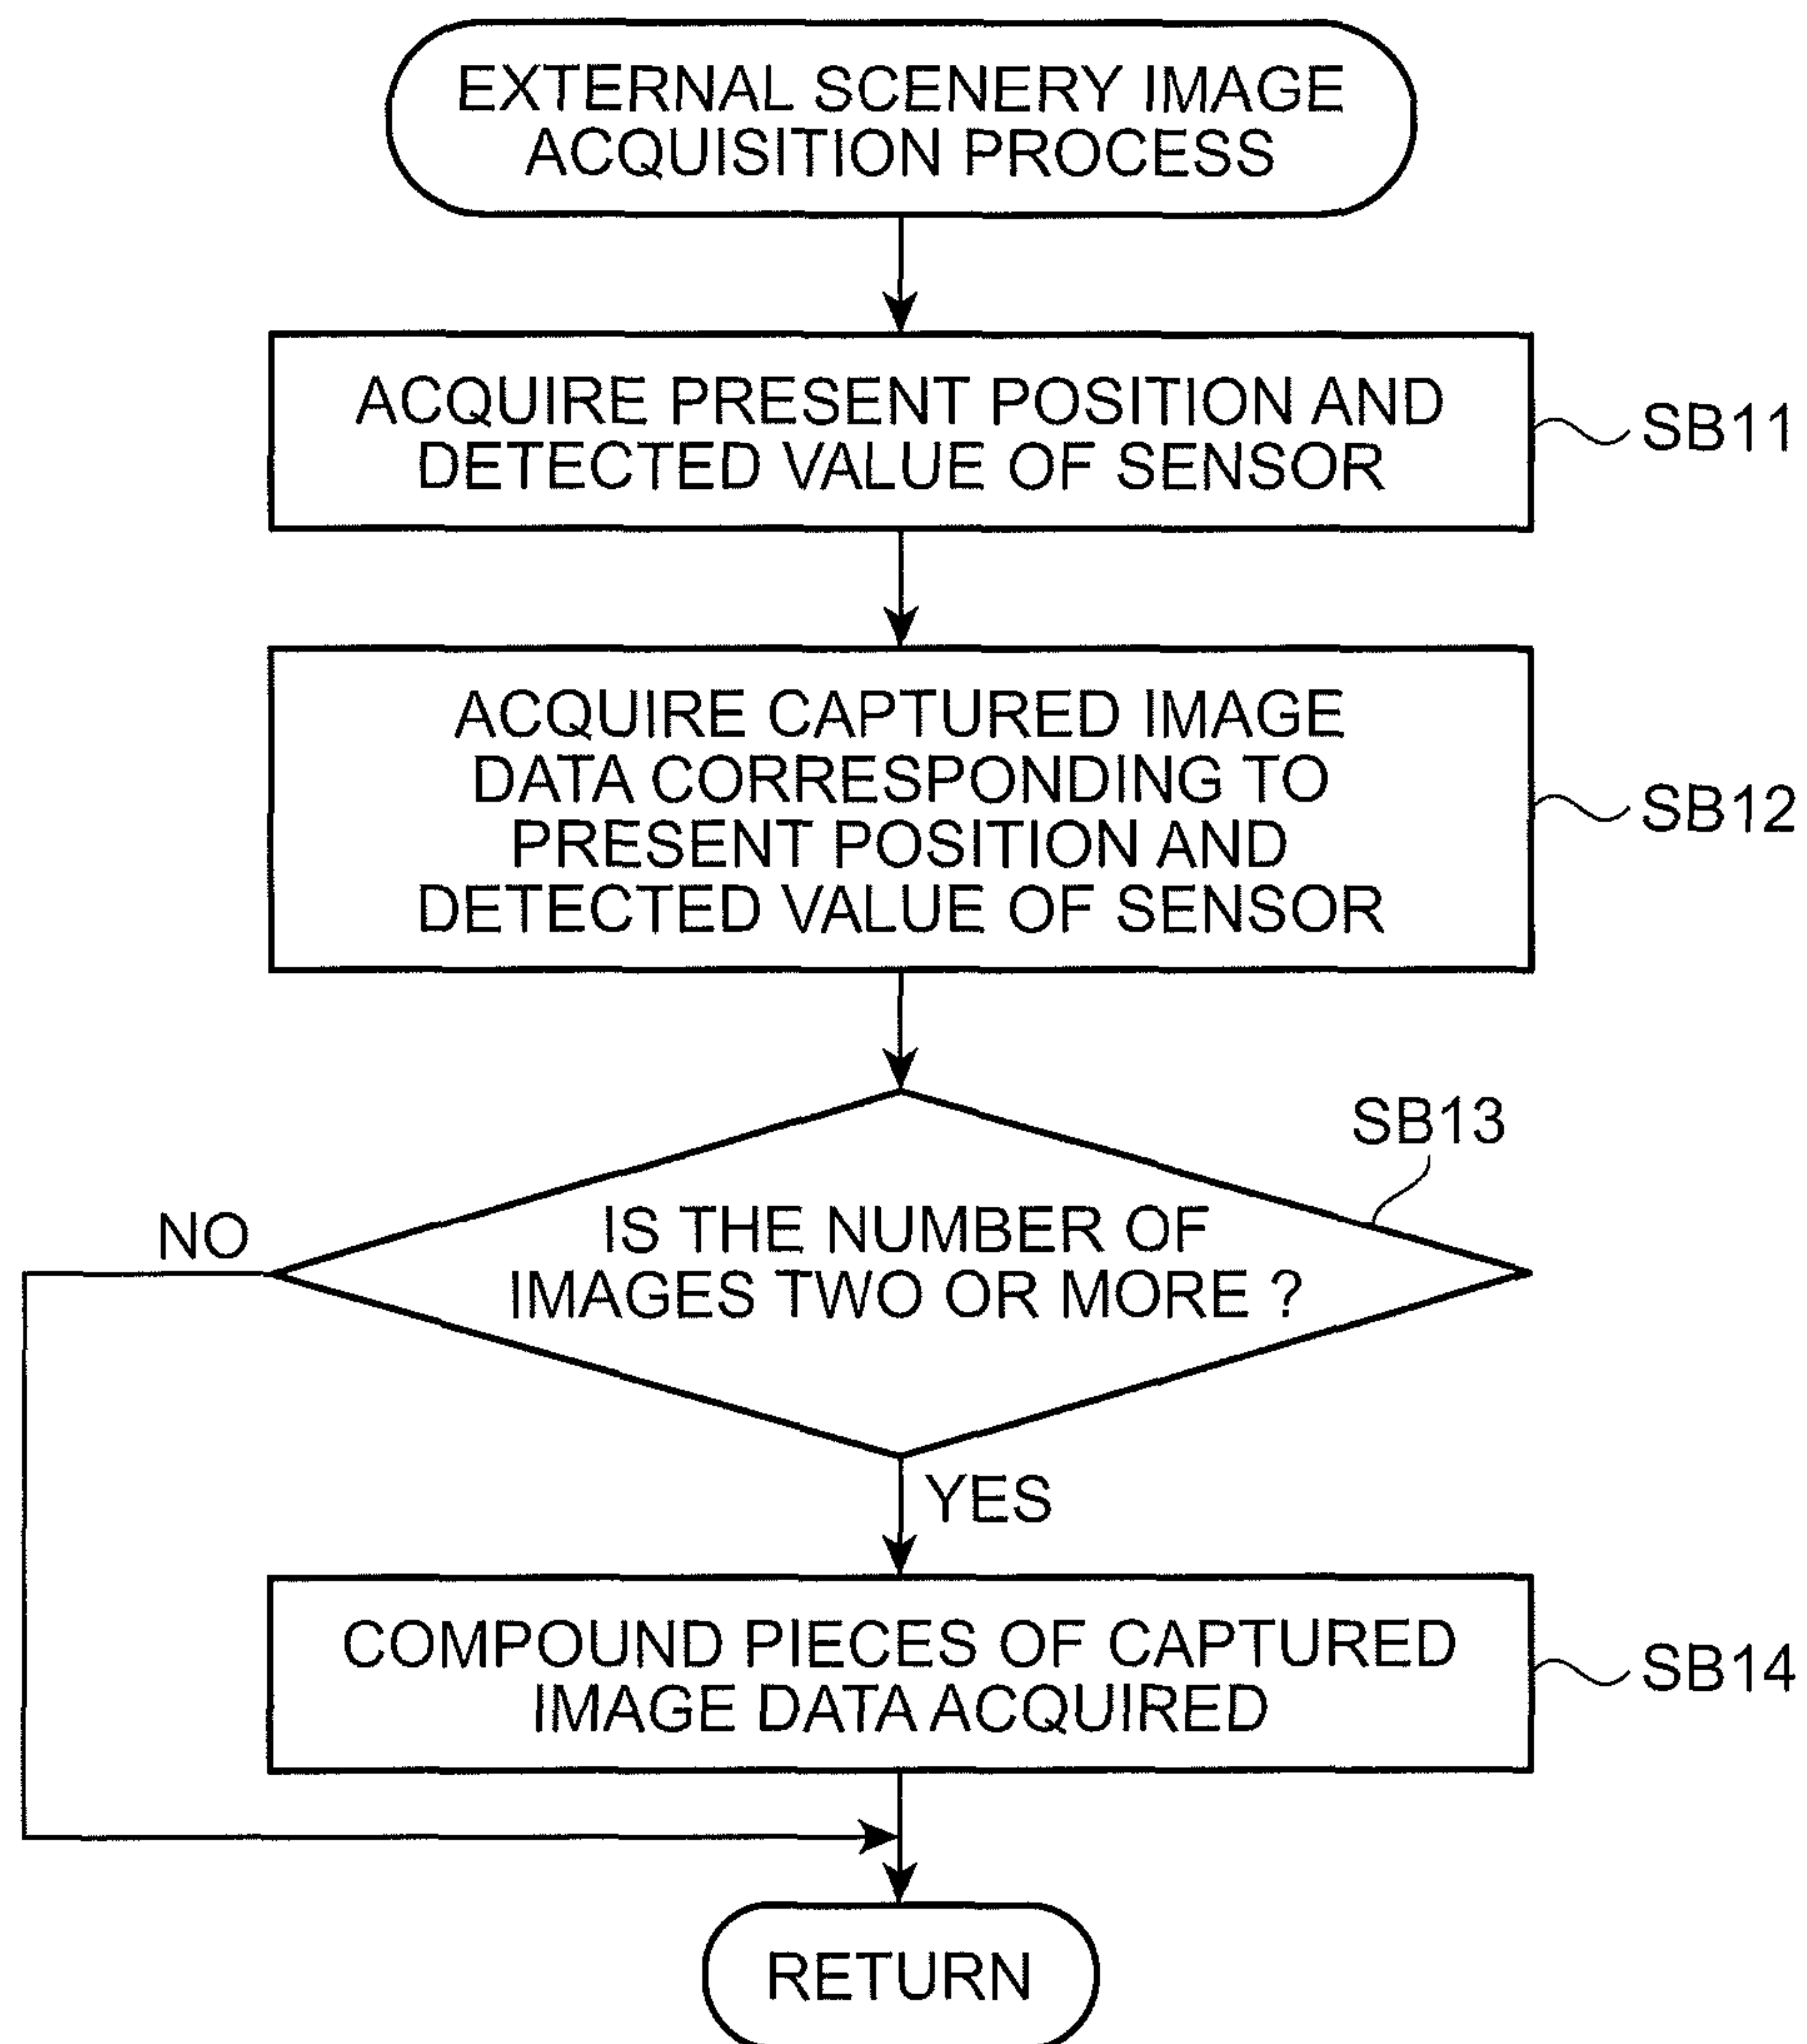 EXTERNAL SCENERY IMAGE
ACQUISITION PROCESS
ACQUIRE PRESENT POSITION AND
DETECTED VALUE OF SENSOR
SB11
ACQUIRE CAPTURED IMAGE
DATA CORRESPONDING TO
PRESENT POSITION AND
DETECTED VALUE OF SENSOR
SB12
SB13
IS THE NUMBER OF
IMAGES TWO OR MORE ?
NO
YES
COMPOUND PIECES OF CAPTURED
IMAGE DATA ACQUIRED
SB14
RETURN